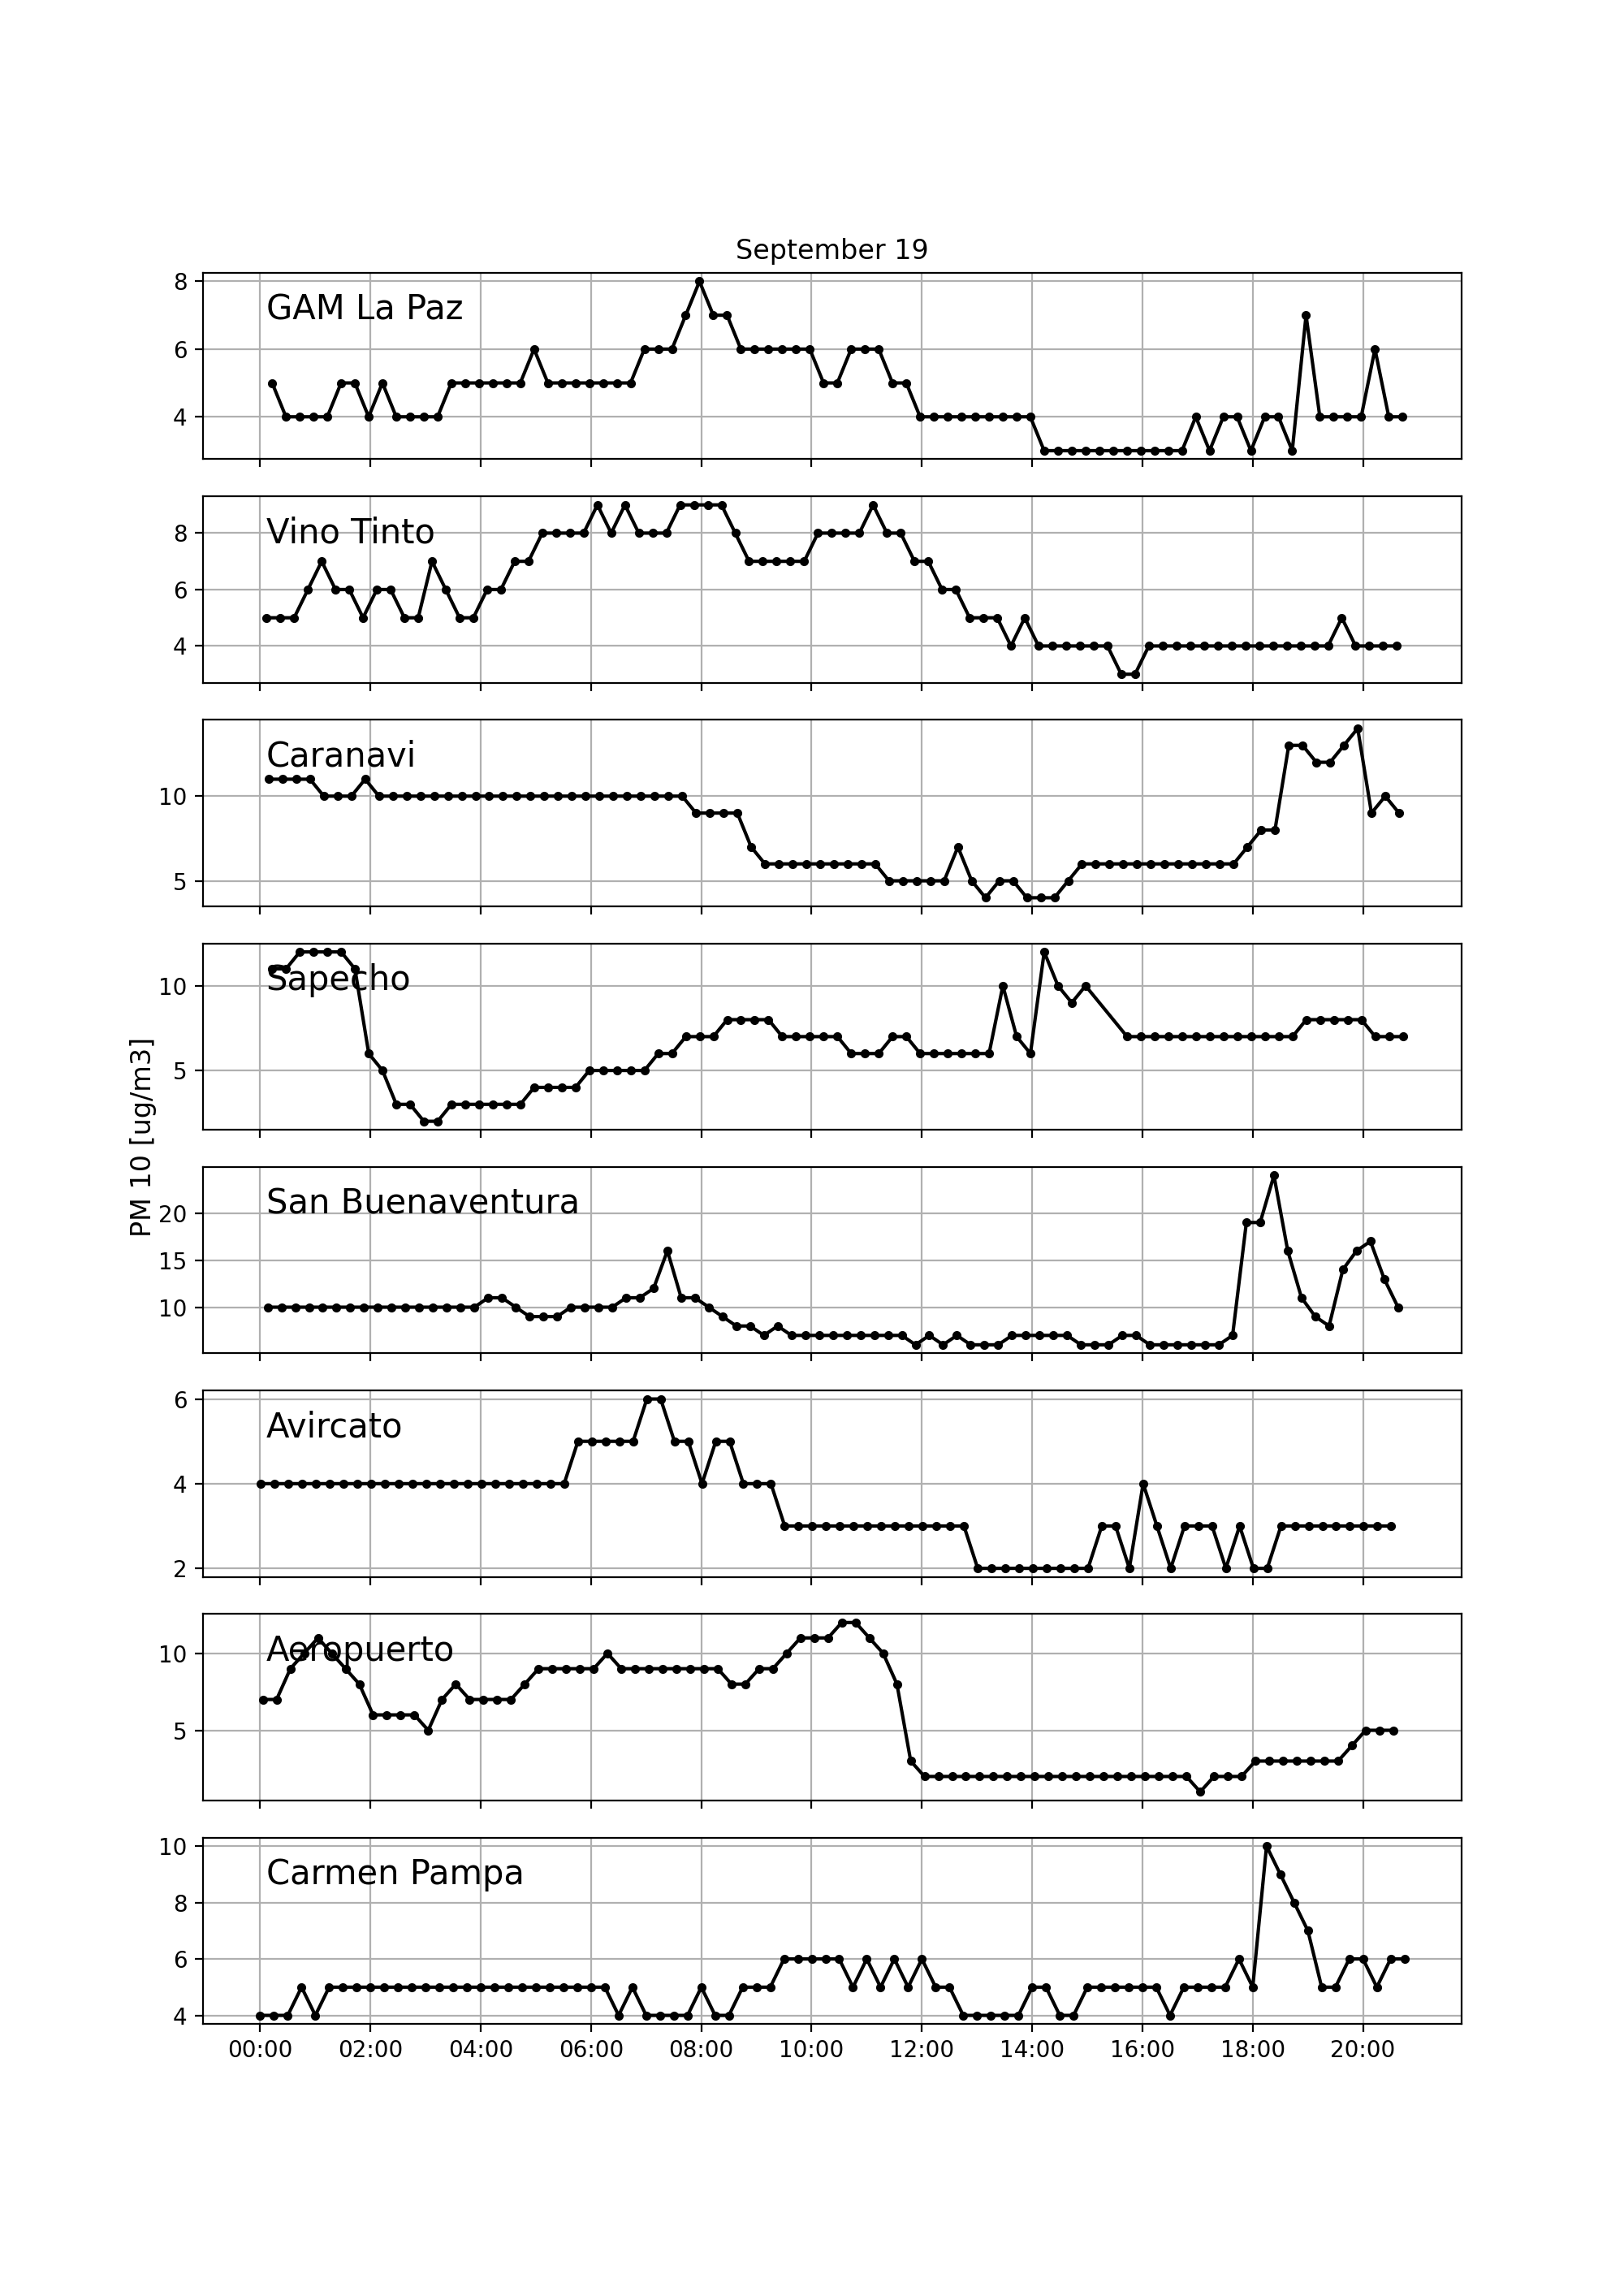 September 19
8
GAM La Paz
6
4
Vino Tinto
8
6
4
Caranavi
10
5
Sapecho
10
5
PM 10 [ug/m3]
San Buenaventura
20
15
10
6
Avircato
4
2
Aeropuerto
10
5
10
Carmen Pampa
8
6
4
00:00 02:00 04:00 06:00 08:00 10:00 12:00 14:00 16:00 18:00 20:00